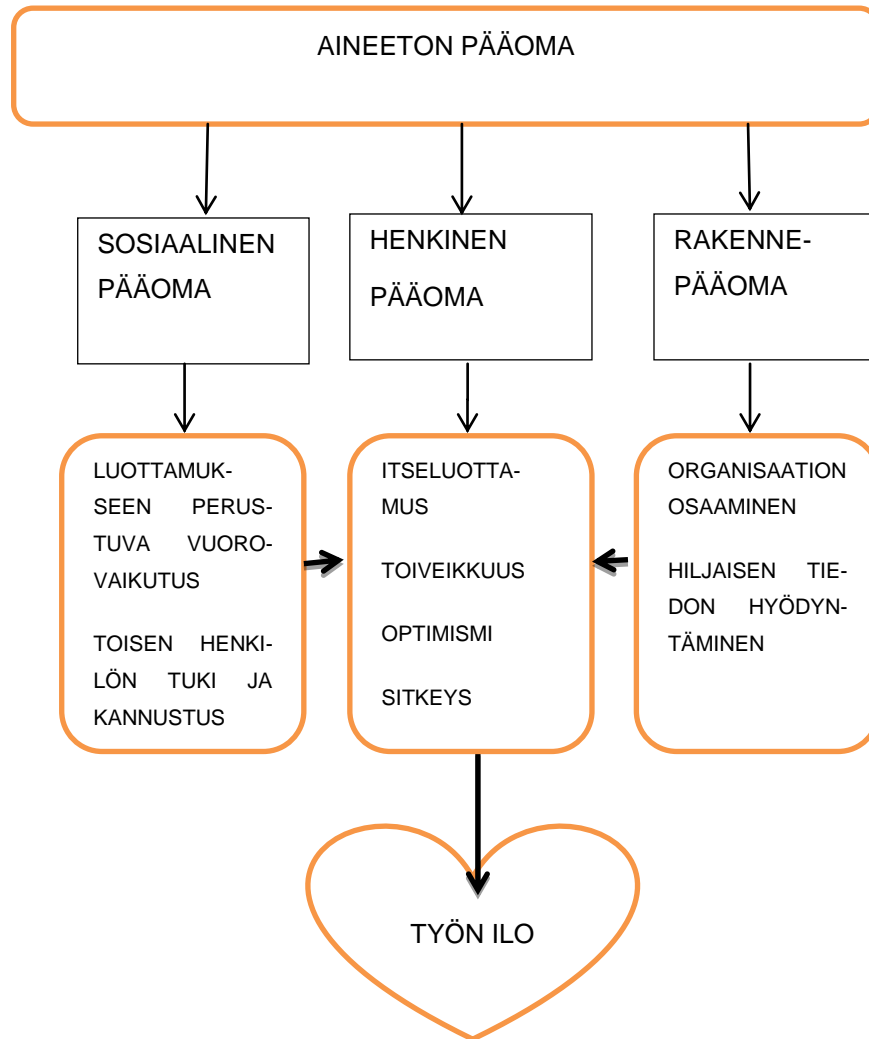 AINEETON PÄÄOMA
SOSIAALINEN
PÄÄOMA
HENKINEN
PÄÄOMA
RAKENNE-
PÄÄOMA
LUOTTAMUK-
SEEN PERUS-
TUVA VUORO-
VAIKUTUS
TOISEN HENKI-
LÖN TUKI JA
KANNUSTUS
ITSELUOTTA-
MUS
TOIVEIKKUUS
OPTIMISMI
SITKEYS
ORGANISAATION
OSAAMINEN
HILJAISEN TIE-
DON HYÖDYN-
TÄMINEN
TYÖN ILO